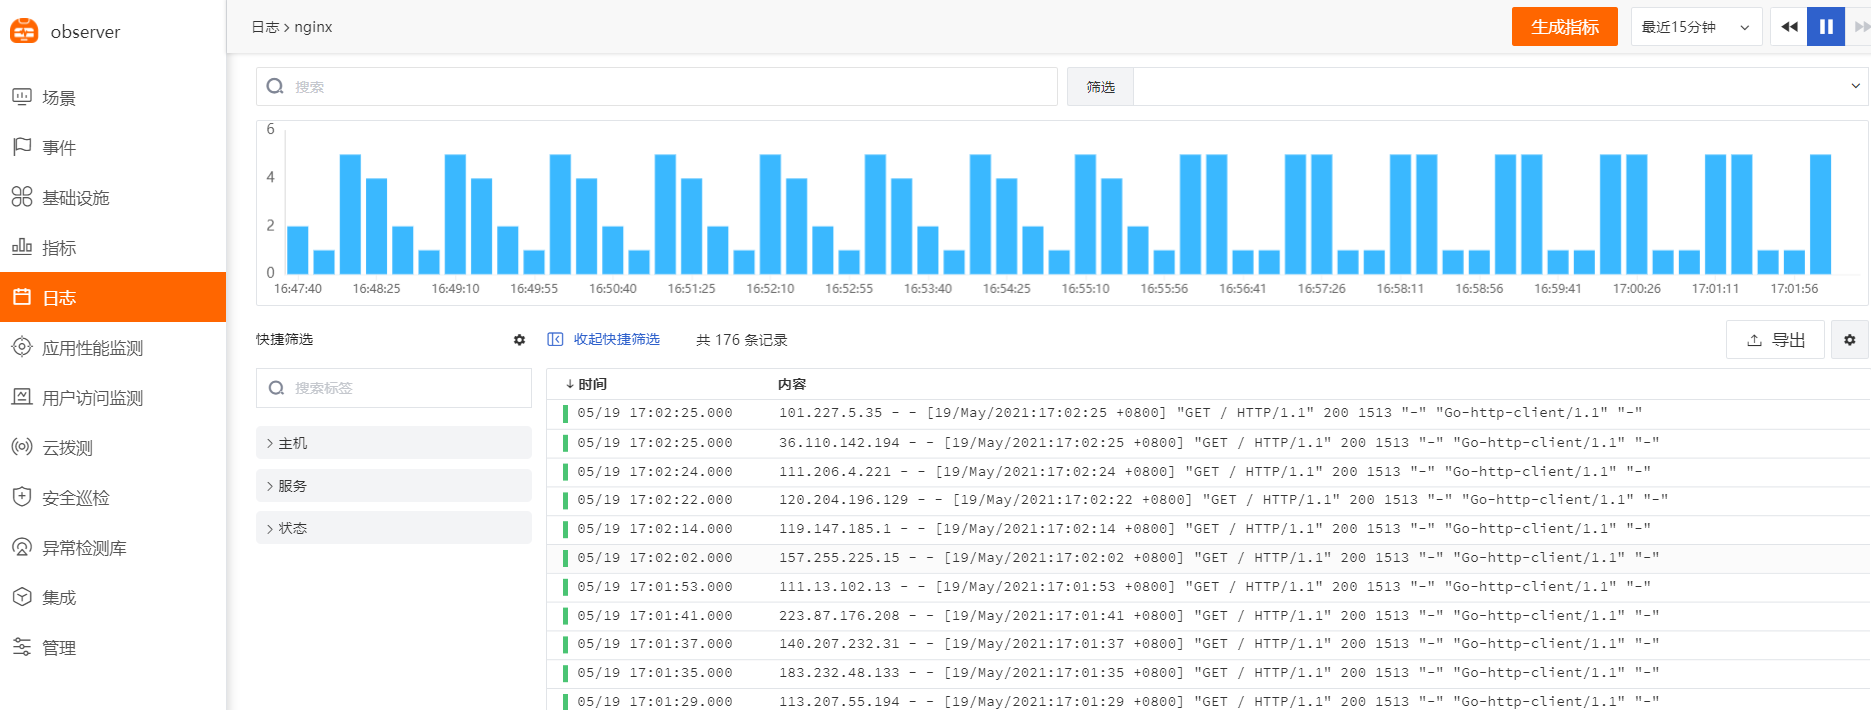 observer
日志 > nginx
生成指标
最近15分钟
场景
事件
基础设施
指标
日志
应用性能监测
用户访问监测
云拨测
安全巡检
异常检测库
集成
管理
搜索
筛选
6
4
2
0
16:47:40 16:48:25 16:49:10 16:49:55 16:50:40 16:51:25 16:52:10 16:52:55 16:53:40 16:54:25 16:55:10 16:55:56 16:56:41 16:57:26 16:58:11 16:58:56 16:59:41 17:00:26 17:01:11 17:01:56
快捷筛选
搜索标签
主机
服务
状态
收起快捷筛选 共 176 条记录
导出
时间 内容
05/19 17:02:25.000 101.227.5.35 - - [19/May/2021:17:02:25 +0800] "GET / HTTP/1.1" 200 1513 "-" "Go-http-client/1.1" "-"
05/19 17:02:25.000 36.110.142.194 - - [19/May/2021:17:02:25 +0800] "GET / HTTP/1.1" 200 1513 "-" "Go-http-client/1.1" "-"
05/19 17:02:24.000 111.206.4.221 - - [19/May/2021:17:02:24 +0800] "GET / HTTP/1.1" 200 1513 "-" "Go-http-client/1.1" "-"
05/19 17:02:22.000 120.204.196.129 - - [19/May/2021:17:02:22 +0800] "GET / HTTP/1.1" 200 1513 "-" "Go-http-client/1.1" "-"
05/19 17:02:14.000 119.147.185.1 - - [19/May/2021:17:02:14 +0800] "GET / HTTP/1.1" 200 1513 "-" "Go-http-client/1.1" "-"
05/19 17:02:02.000 157.255.225.15 - - [19/May/2021:17:02:02 +0800] "GET / HTTP/1.1" 200 1513 "-" "Go-http-client/1.1" "-"
05/19 17:01:53.000 111.13.102.13 - - [19/May/2021:17:01:53 +0800] "GET / HTTP/1.1" 200 1513 "-" "Go-http-client/1.1" "-"
05/19 17:01:41.000 223.87.176.208 - - [19/May/2021:17:01:41 +0800] "GET / HTTP/1.1" 200 1513 "-" "Go-http-client/1.1" "-"
05/19 17:01:37.000 140.207.232.31 - - [19/May/2021:17:01:37 +0800] "GET / HTTP/1.1" 200 1513 "-" "Go-http-client/1.1" "-"
05/19 17:01:35.000 183.232.48.133 - - [19/May/2021:17:01:35 +0800] "GET / HTTP/1.1" 200 1513 "-" "Go-http-client/1.1" "-"
05/19 17:01:29.000 113.207.55.194 - - [19/May/2021:17:01:29 +0800] "GET / HTTP/1.1" 200 1513 "-" "Go-http-client/1.1" "-"